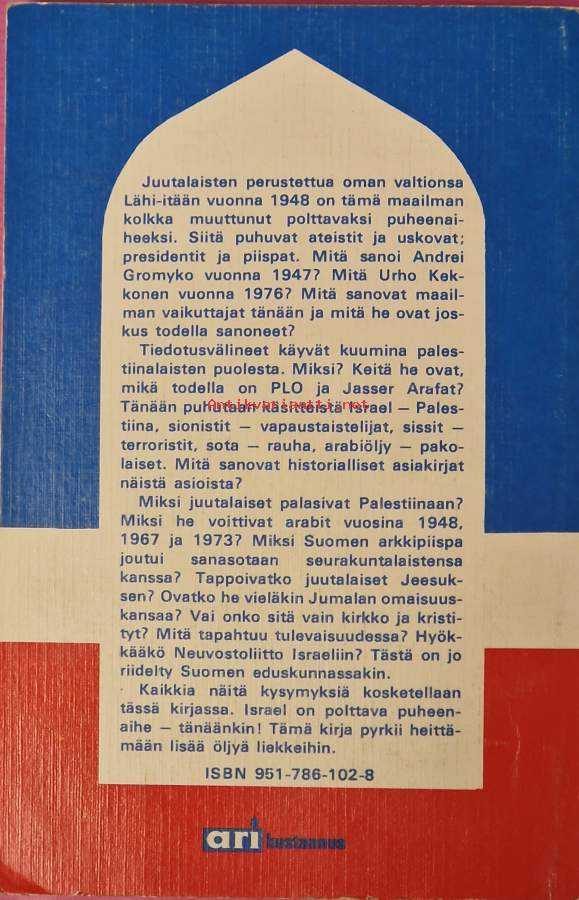 Juutalaisten perustettua oman valtionsa
Lähi-itään vuonna 1948 on tämä maailman
kolkka muuttunut polttavaksi puheenai-
heeksi. Siitä puhuvat ateistit ja uskovat;
presidentit ja piispat. Mitä sanoi Andrei
Gromyko vuonna 1947? Mitä Urho Kek-
konen vuonna 1976? Mitä sanovat maail-
man vaikuttajat tänään ja mitä he ovat jos-
kus todella sanoneet?
Tiedotusvälineet käyvät kuumina pales-
tiinalaisten puolesta. Miksi? Keitä he ovat,
mikä todella on PLO ja Jasser Arafat?
Antikvariaatti.net
Tänään puhutaan käsitteistä Israel — Pales-
tiina, sionistit — vapaustaistelijat, sissit —
terroristit, sota — rauha, arabiöljy — pako-
laiset. Mitä sanovat historialliset asiakirjat
näistä asioista?
Miksi juutalaiset palasivat Palestiinaan?
Miksi he voittivat arabit vuosina 1948,
1967 ja 1973? Miksi Suomen arkkipiispa
joutui sanasotaan seurakuntalaistensa
kanssa? Tappoivatko juutalaiset Jeesuk-
sen? Ovatko he vieläkin Jumalan omaisuus-
kansaa? Vai onko sitä vain kirkko ja kristi-
tyt? Mitä tapahtuu tulevaisuudessa? Hyök-
kääkö Neuvostoliitto Israeliin? Tästä on jo
riidelty Suomen eduskunnassakin.
Kaikkia näitä kysymyksiä kosketellaan
tässä kirjassa. Israel on polttava puheen-
aihe — tänäänkin! Tämä kirja pyrkii heittä-
mään lisää öljyä liekkeihin.
ISBN 951-786-102-8
ari kustannus